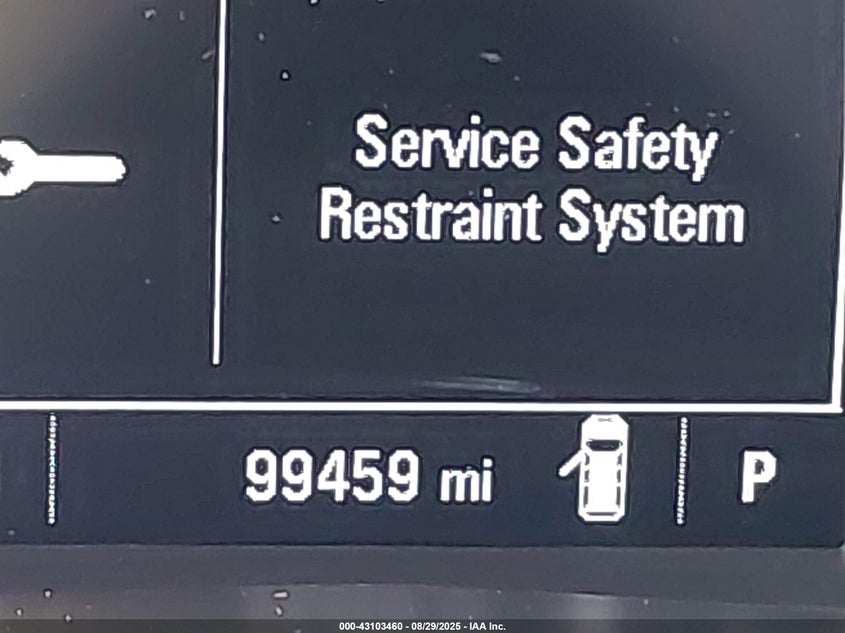 Service Safety
Restraint System
99459 mi
P
000-43103460 - 08/29/2025 - IAA Inc.